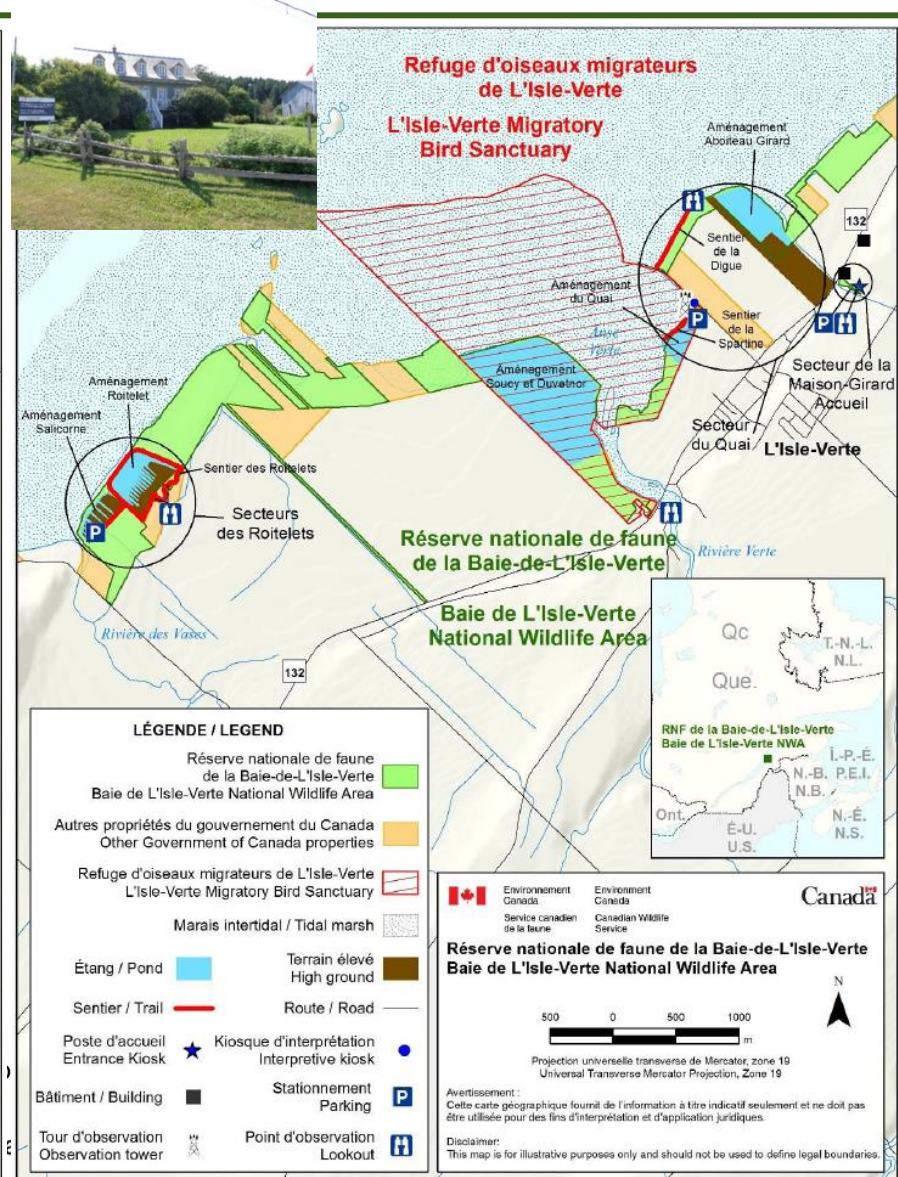 Refuge d'oiseaux migrateurs
de L'Isle-Verte
L'Isle-Verte Migratory
Bird Sanctuary
Aménagement
Aboiteau Girard
132
Sentier
de la
Digue
Aménagement
du Quai
Sentier
de la
Spartine
Anse
Verte
P
P
Secteur de la
Maison-Girard
Accueil
Aménagement
Soucy et Duvetnor
Secteur
du Quai
L'Isle-Verte
Aménagement
Roitelet
Aménagement
Salicorne
Sentier des Roitelets
P
Secteurs
des Roitelets
Réserve nationale de faune
de la Baie-de-L'Isle-Verte
Rivière Verte
Baie de L'Isle-Verte
National Wildlife Area
Rivière des Vases
132
Qc
Que.
T.-N.-L.
N.L.
RNF de la Baie-de-L'Isle-Verte
Baie de L'Isle-Verte NWA
Î.-P.-É.
P.E.I.
N.-B.
N.B.
Ont.
É-U.
U.S.
N.-É.
N.S.
LÉGENDE / LEGEND
Réserve nationale de faune
de la Baie-de-L'Isle-Verte
Baie de L'Isle-Verte National Wildlife Area
Autres propriétés du gouvernement du Canada
Other Government of Canada properties
Refuge d'oiseaux migrateurs de L'Isle-Verte
L'Isle-Verte Migratory Bird Sanctuary
Marais intertidal / Tidal marsh
Étang / Pond
Terrain élevé
High ground
Sentier / Trail
Route / Road
Poste d'accueil
Entrance Kiosk
Kiosque d'interprétation
Interpretive kiosk
Bâtiment / Building
Stationnement
Parking
P
Tour d'observation
Observation tower
Point d'observation
Lookout
Environnement
Canada
Environment
Canada
Service canadien
de la faune
Canadian Wildlife
Service
Canada
Réserve nationale de faune de la Baie-de-L'Isle-Verte
Baie de L'Isle-Verte National Wildlife Area
N
500 0 500 1000
m
Projection universelle transverse de Mercator, zone 19
Universal Transverse Mercator Projection, Zone 19
Avertissement :
Cette carte géographique fournit de l'information à titre indicatif seulement et ne doit pas
être utilisée pour des fins d'interprétation et d'application juridiques.
Disclaimer:
This map is for illustrative purposes only and should not be used to define legal boundaries.